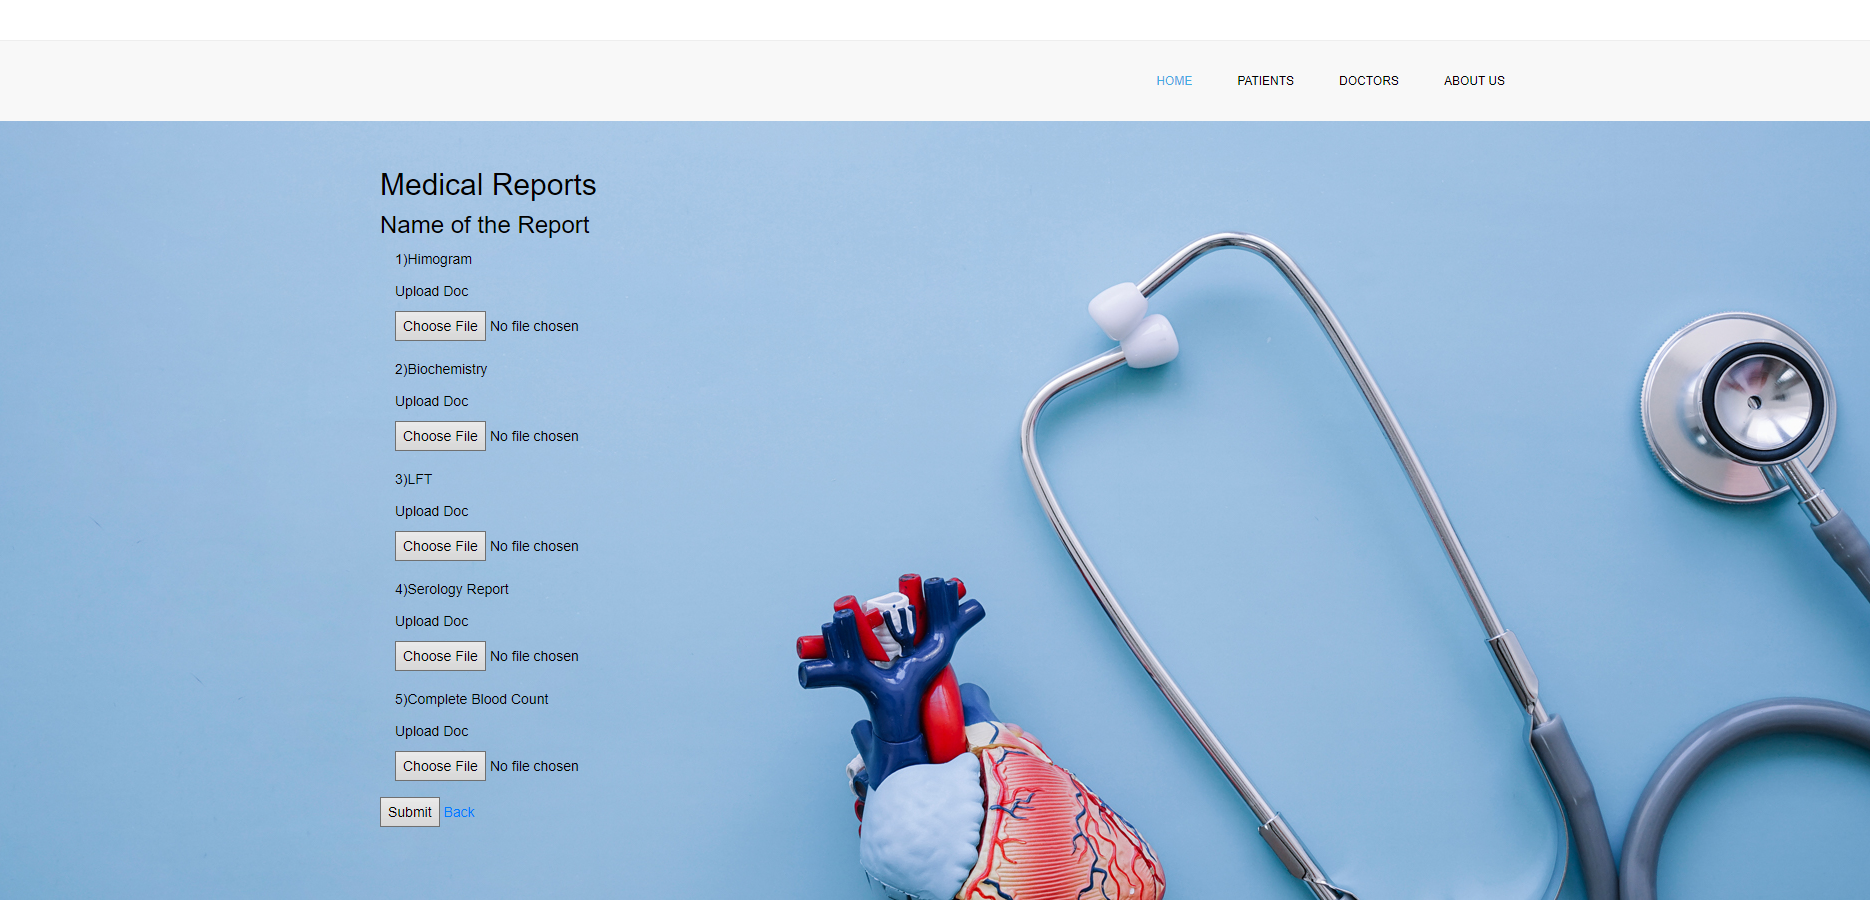 HOME PATIENTS DOCTORS ABOUT US
Medical Reports
Name of the Report
1)Himogram
Upload Doc
Choose File No file chosen
2)Biochemistry
Upload Doc
Choose File No file chosen
3)LFT
Upload Doc
Choose File No file chosen
4)Serology Report
Upload Doc
Choose File No file chosen
5)Complete Blood Count
Upload Doc
Choose File No file chosen
Submit Back